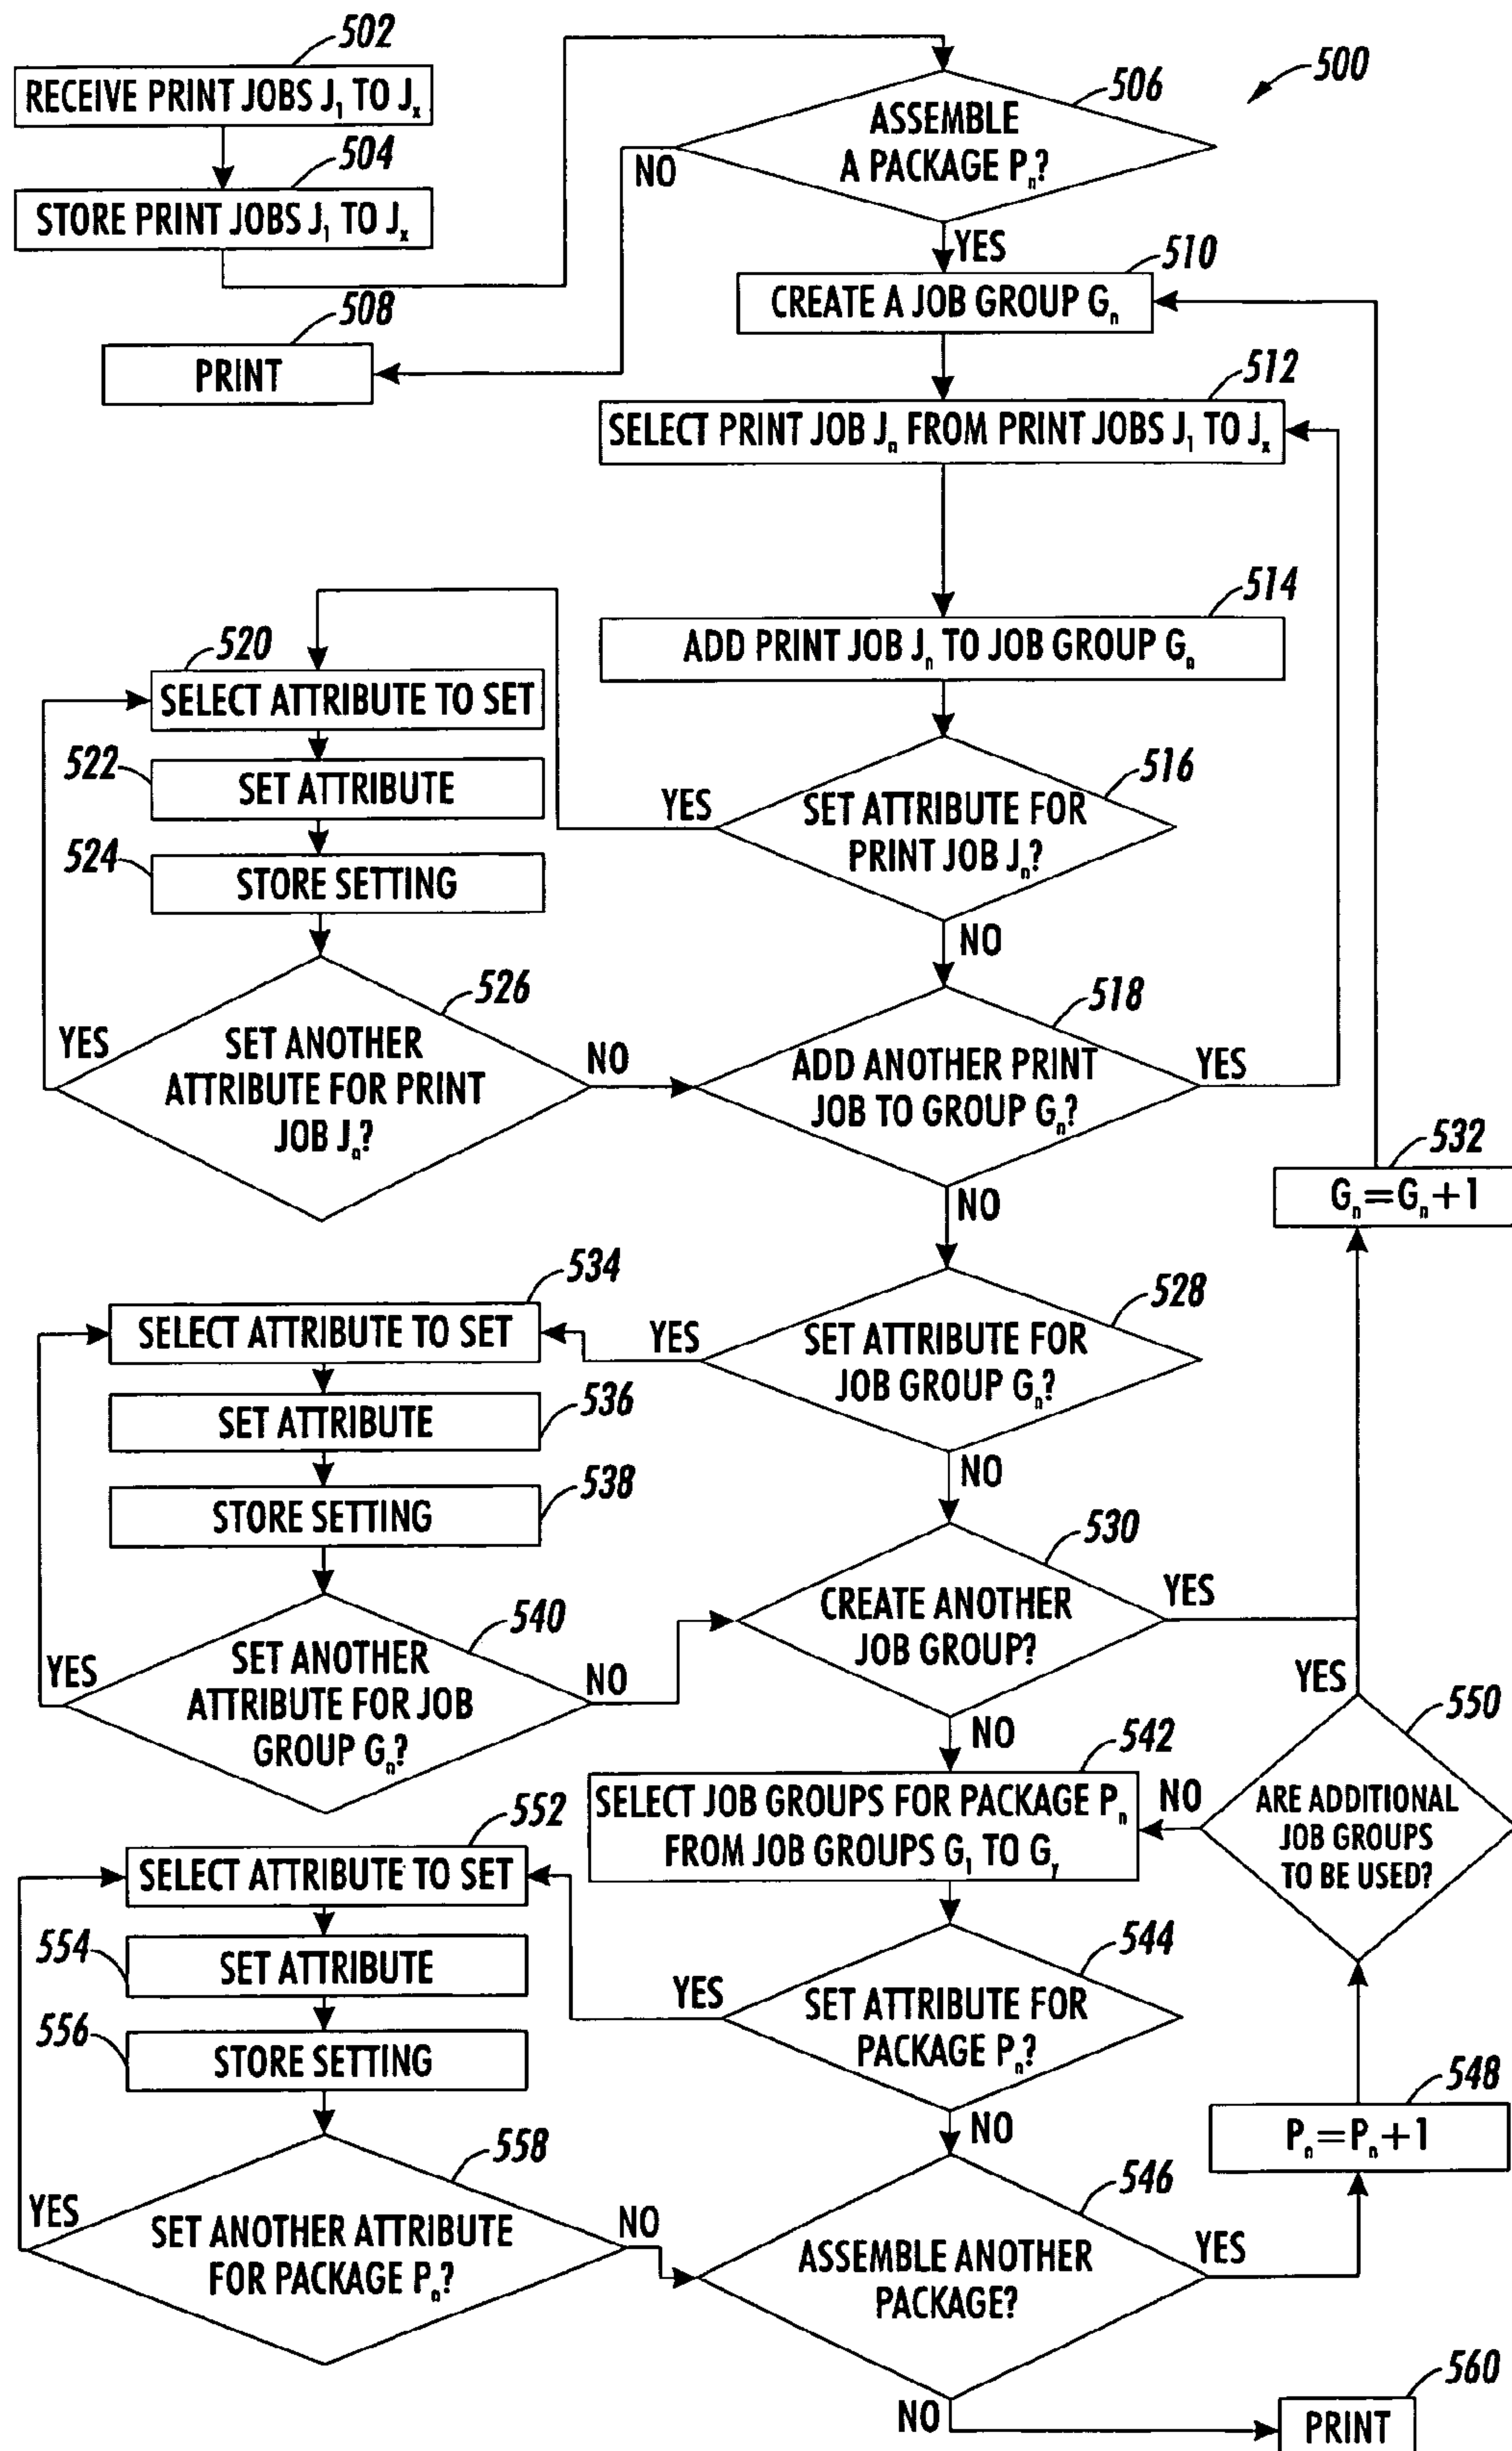 502
RECEIVE PRINT JOBS J₁ TO Jₓ
504
STORE PRINT JOBS J₁ TO Jₓ
500
506
ASSEMBLE
A PACKAGE Pₙ?
NO
YES
508
PRINT
510
CREATE A JOB GROUP Gₙ
512
SELECT PRINT JOB Jₙ FROM PRINT JOBS J₁ TO Jₓ
514
ADD PRINT JOB Jₙ TO JOB GROUP Gₙ
516
SET ATTRIBUTE FOR
PRINT JOB Jₙ?
YES
NO
520
SELECT ATTRIBUTE TO SET
522
SET ATTRIBUTE
524
STORE SETTING
526
SET ANOTHER
ATTRIBUTE FOR PRINT
JOB Jₙ?
YES
NO
518
ADD ANOTHER PRINT
JOB TO GROUP Gₙ?
YES
NO
532
Gₙ=Gₙ+1
528
SET ATTRIBUTE FOR
JOB GROUP Gₙ?
YES
NO
534
SELECT ATTRIBUTE TO SET
536
SET ATTRIBUTE
538
STORE SETTING
540
SET ANOTHER
ATTRIBUTE FOR JOB
GROUP Gₙ?
YES
NO
530
CREATE ANOTHER
JOB GROUP?
YES
NO
542
SELECT JOB GROUPS FOR PACKAGE Pₙ
FROM JOB GROUPS G₁ TO Gᵧ
550
ARE ADDITIONAL
JOB GROUPS
TO BE USED?
YES
NO
544
SET ATTRIBUTE FOR
PACKAGE Pₙ?
YES
NO
552
SELECT ATTRIBUTE TO SET
554
SET ATTRIBUTE
556
STORE SETTING
558
SET ANOTHER ATTRIBUTE
FOR PACKAGE Pₙ?
YES
NO
548
Pₙ=Pₙ+1
546
ASSEMBLE ANOTHER
PACKAGE?
YES
NO
560
PRINT